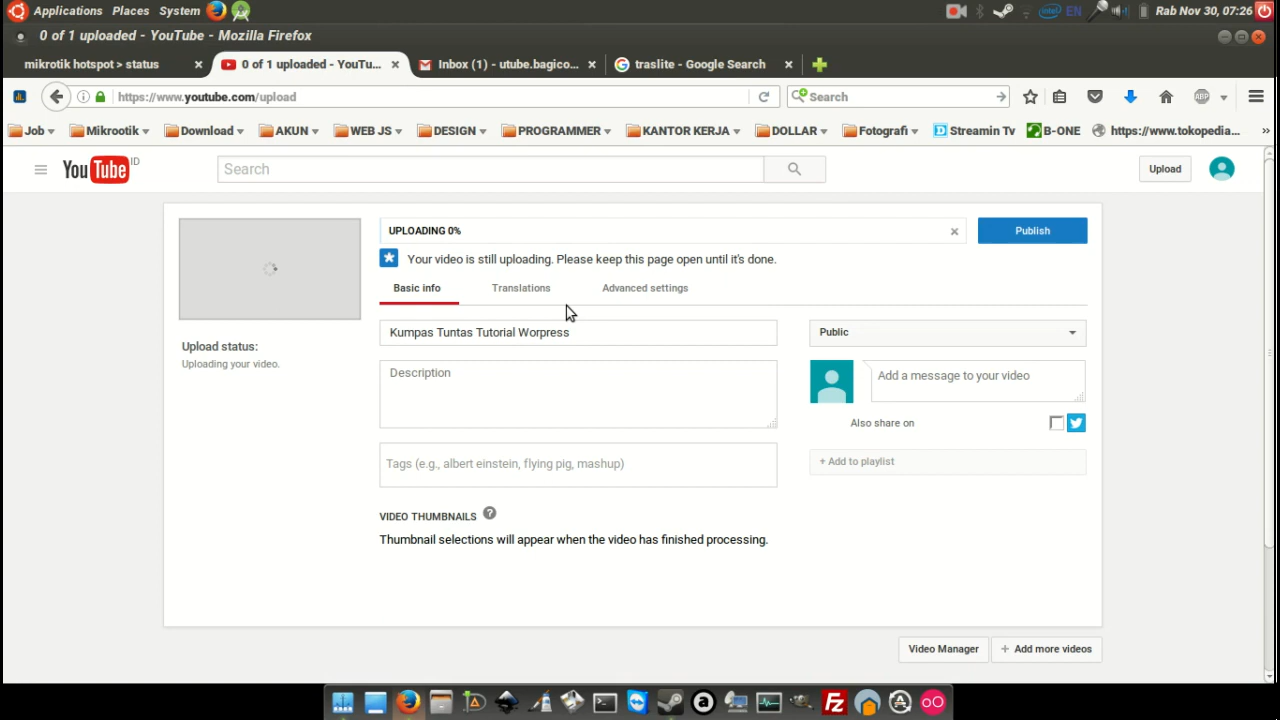 Applications Places System EN Rab Nov 30, 07:26
0 of 1 uploaded - YouTube - Mozilla Firefox
mikrotik hotspot > status × 0 of 1 uploaded - YouTu... × Inbox (1) - utube.bagico... × traslite - Google Search ×
https://www.youtube.com/upload Search ABP
Job Mikrootik Download AKUN WEB JS DESIGN PROGRAMMER KANTOR KERJA DOLLAR Fotografi Streamin Tv B-ONE https://www.tokopedia... »
YouTube ID Search Upload
UPLOADING 0% × Publish
Your video is still uploading. Please keep this page open until it's done.
Basic info Translations Advanced settings
Kumpas Tuntas Tutorial Worpress Public
Upload status:
Uploading your video.
Description Add a message to your video
Also share on
Tags (e.g., albert einstein, flying pig, mashup) + Add to playlist
VIDEO THUMBNAILS ?
Thumbnail selections will appear when the video has finished processing.
Video Manager + Add more videos